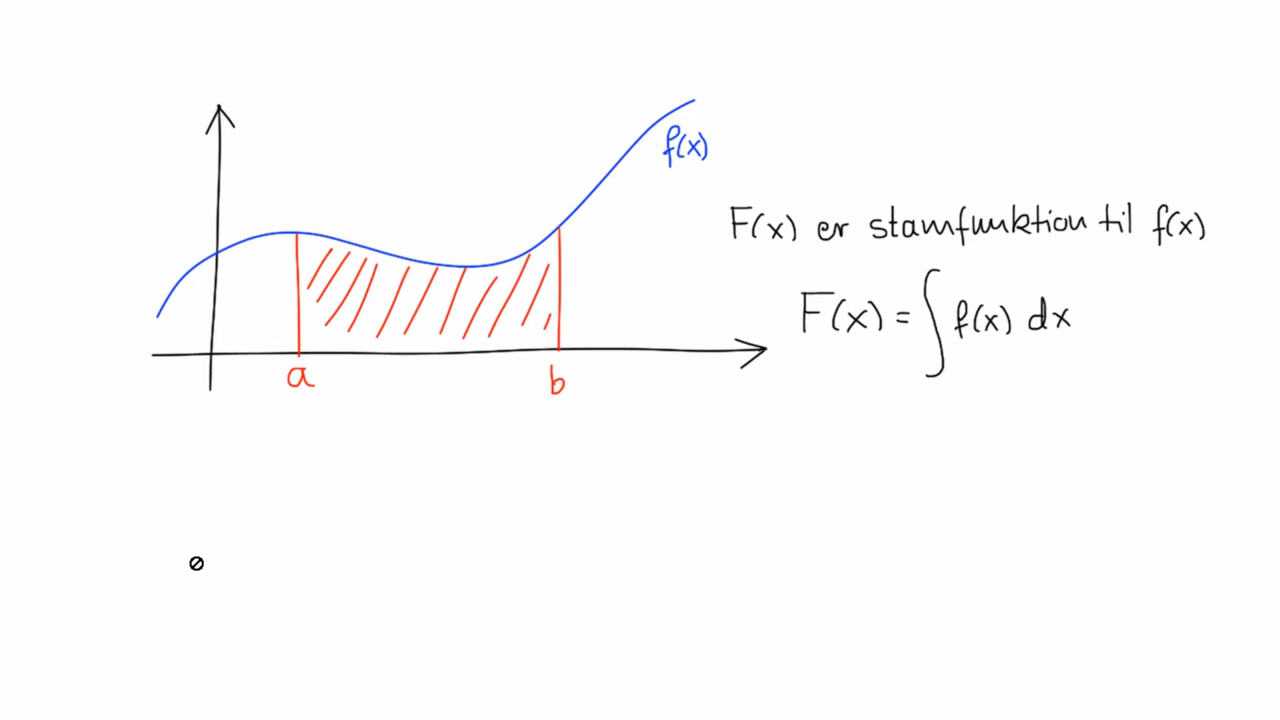 f(x)
F(x) er stamfunktion til f(x)
F(x) = ∫ f(x) dx
a
b